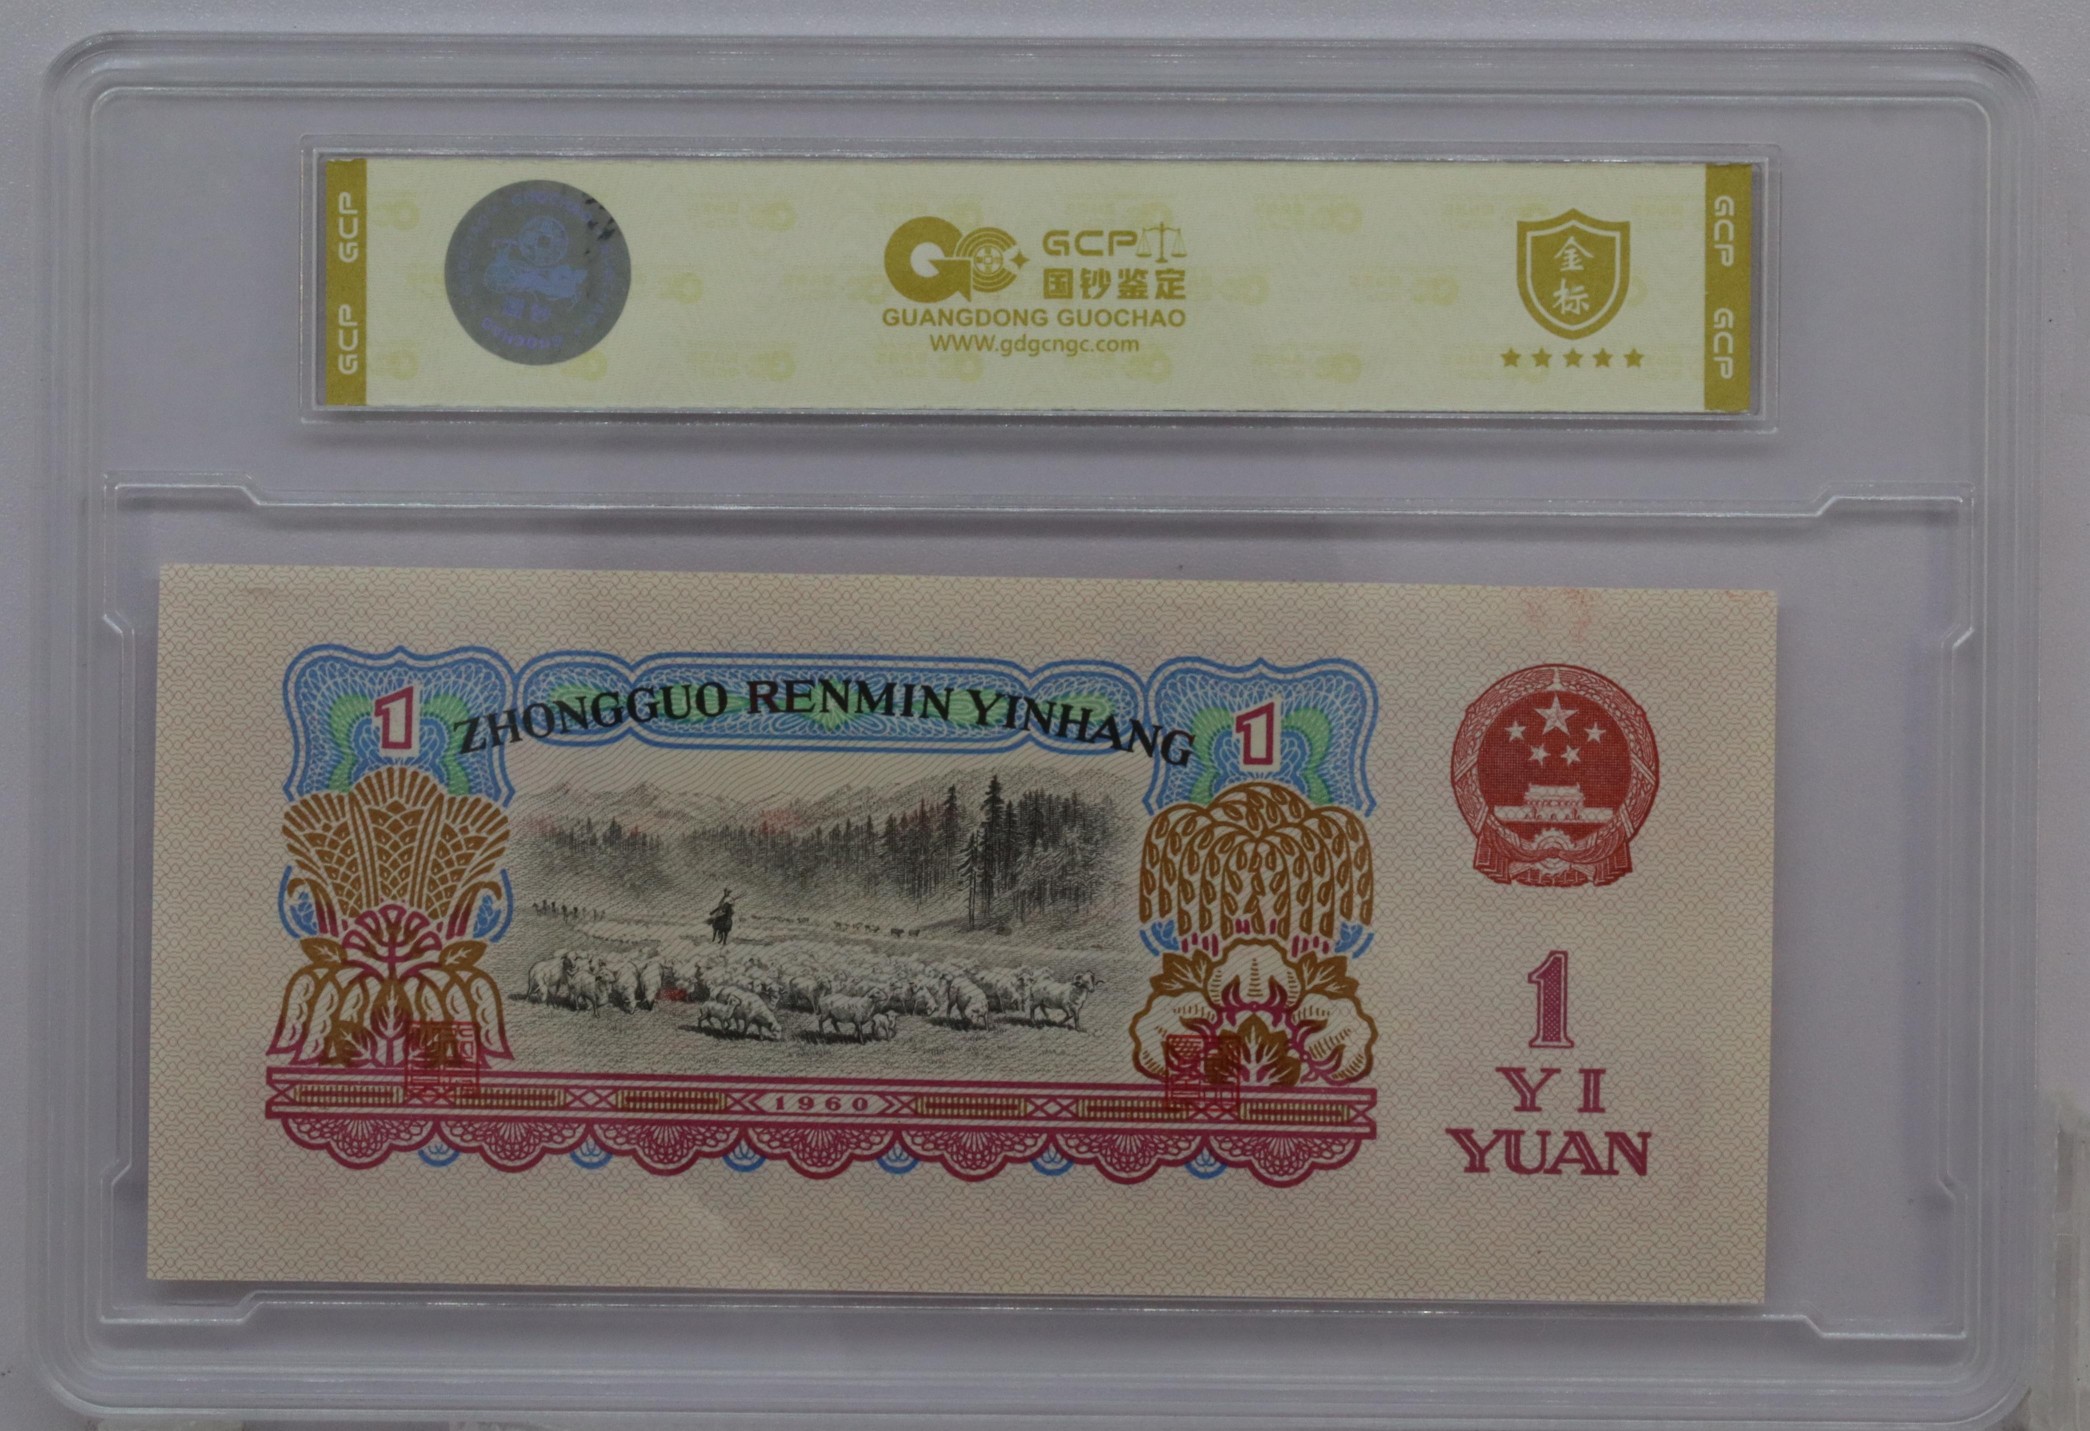 GCP
GCP
GCP
国钞鉴定
GUANGDONG GUOCHAO
WWW.gdgcngc.com
金
标
GCP
GCP
1
ZHONGGUO RENMIN YINHANG
1
1960
1
YI
YUAN